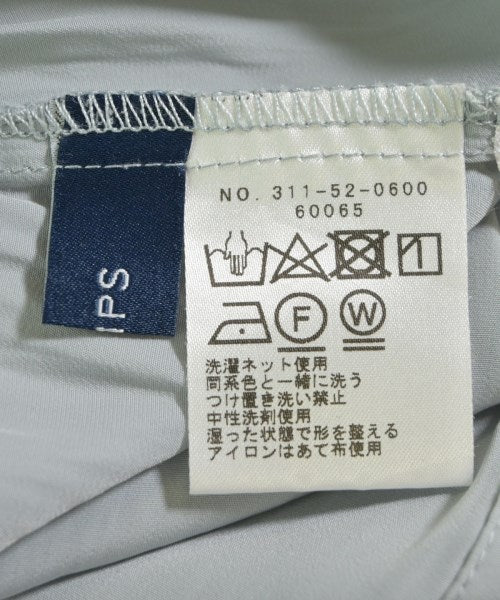 NO. 311-52-0600
60065
F
W
洗濯ネット使用
同系色と一緒に洗う
つけ置き洗い禁止
中性洗剤使用
湿った状態で形を整える
アイロンはあて布使用
IPS